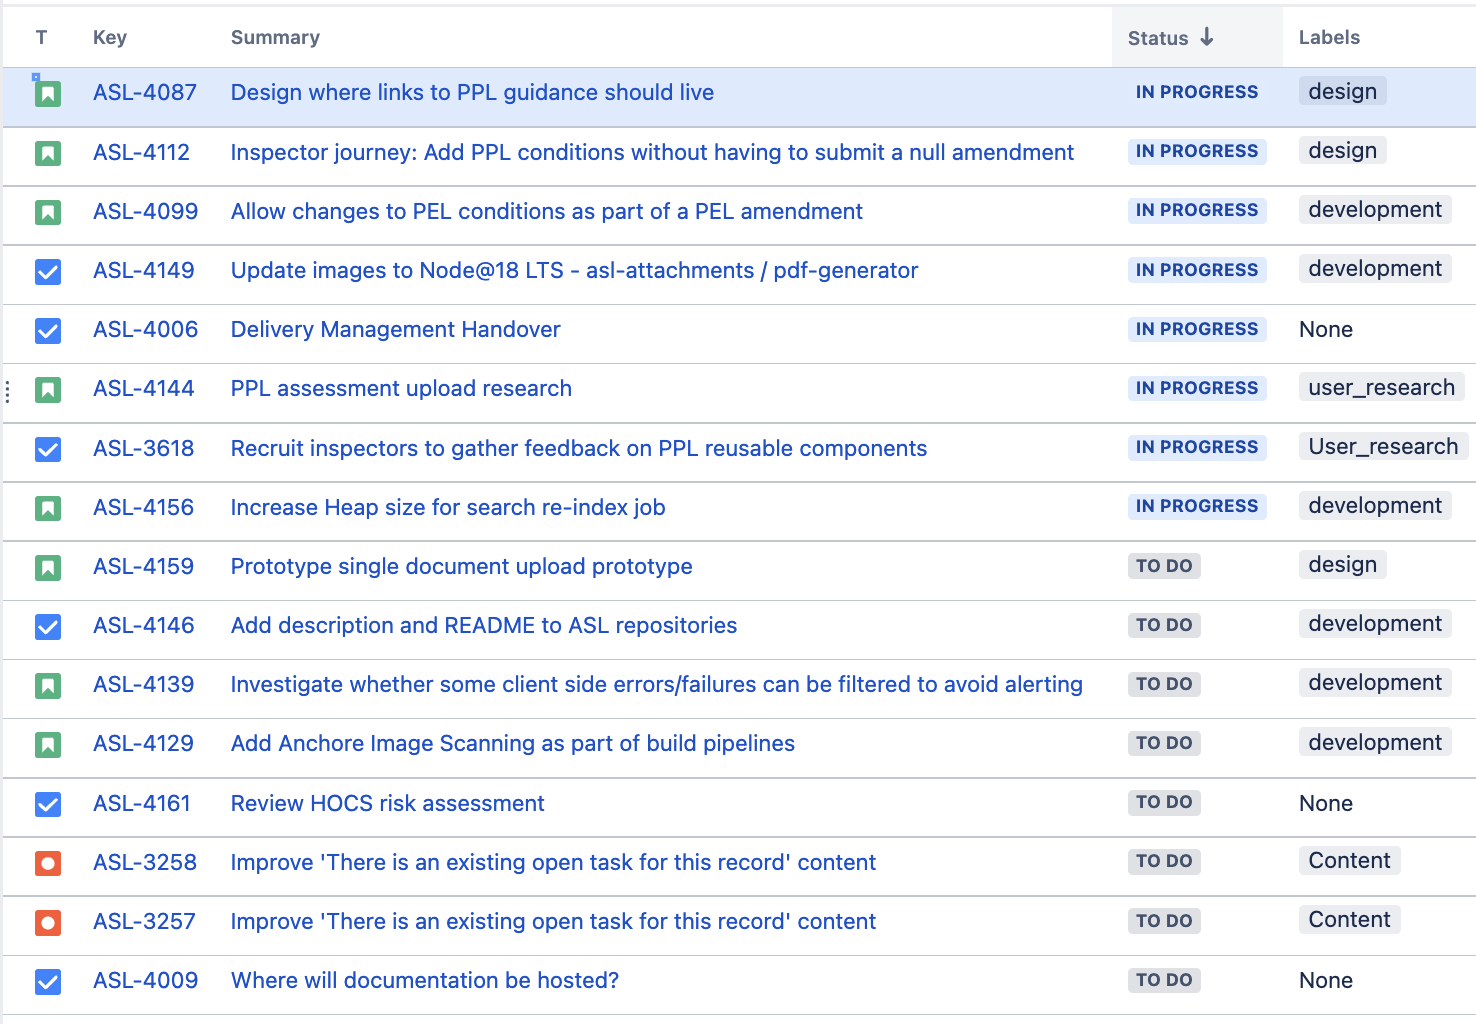 T Key Summary Status ↓ Labels
ASL-4087 Design where links to PPL guidance should live IN PROGRESS design
ASL-4112 Inspector journey: Add PPL conditions without having to submit a null amendment IN PROGRESS design
ASL-4099 Allow changes to PEL conditions as part of a PEL amendment IN PROGRESS development
ASL-4149 Update images to Node@18 LTS - asl-attachments / pdf-generator IN PROGRESS development
ASL-4006 Delivery Management Handover IN PROGRESS None
ASL-4144 PPL assessment upload research IN PROGRESS user_research
ASL-3618 Recruit inspectors to gather feedback on PPL reusable components IN PROGRESS User_research
ASL-4156 Increase Heap size for search re-index job IN PROGRESS development
ASL-4159 Prototype single document upload prototype TO DO design
ASL-4146 Add description and README to ASL repositories TO DO development
ASL-4139 Investigate whether some client side errors/failures can be filtered to avoid alerting TO DO development
ASL-4129 Add Anchore Image Scanning as part of build pipelines TO DO development
ASL-4161 Review HOCS risk assessment TO DO None
ASL-3258 Improve 'There is an existing open task for this record' content TO DO Content
ASL-3257 Improve 'There is an existing open task for this record' content TO DO Content
ASL-4009 Where will documentation be hosted? TO DO None